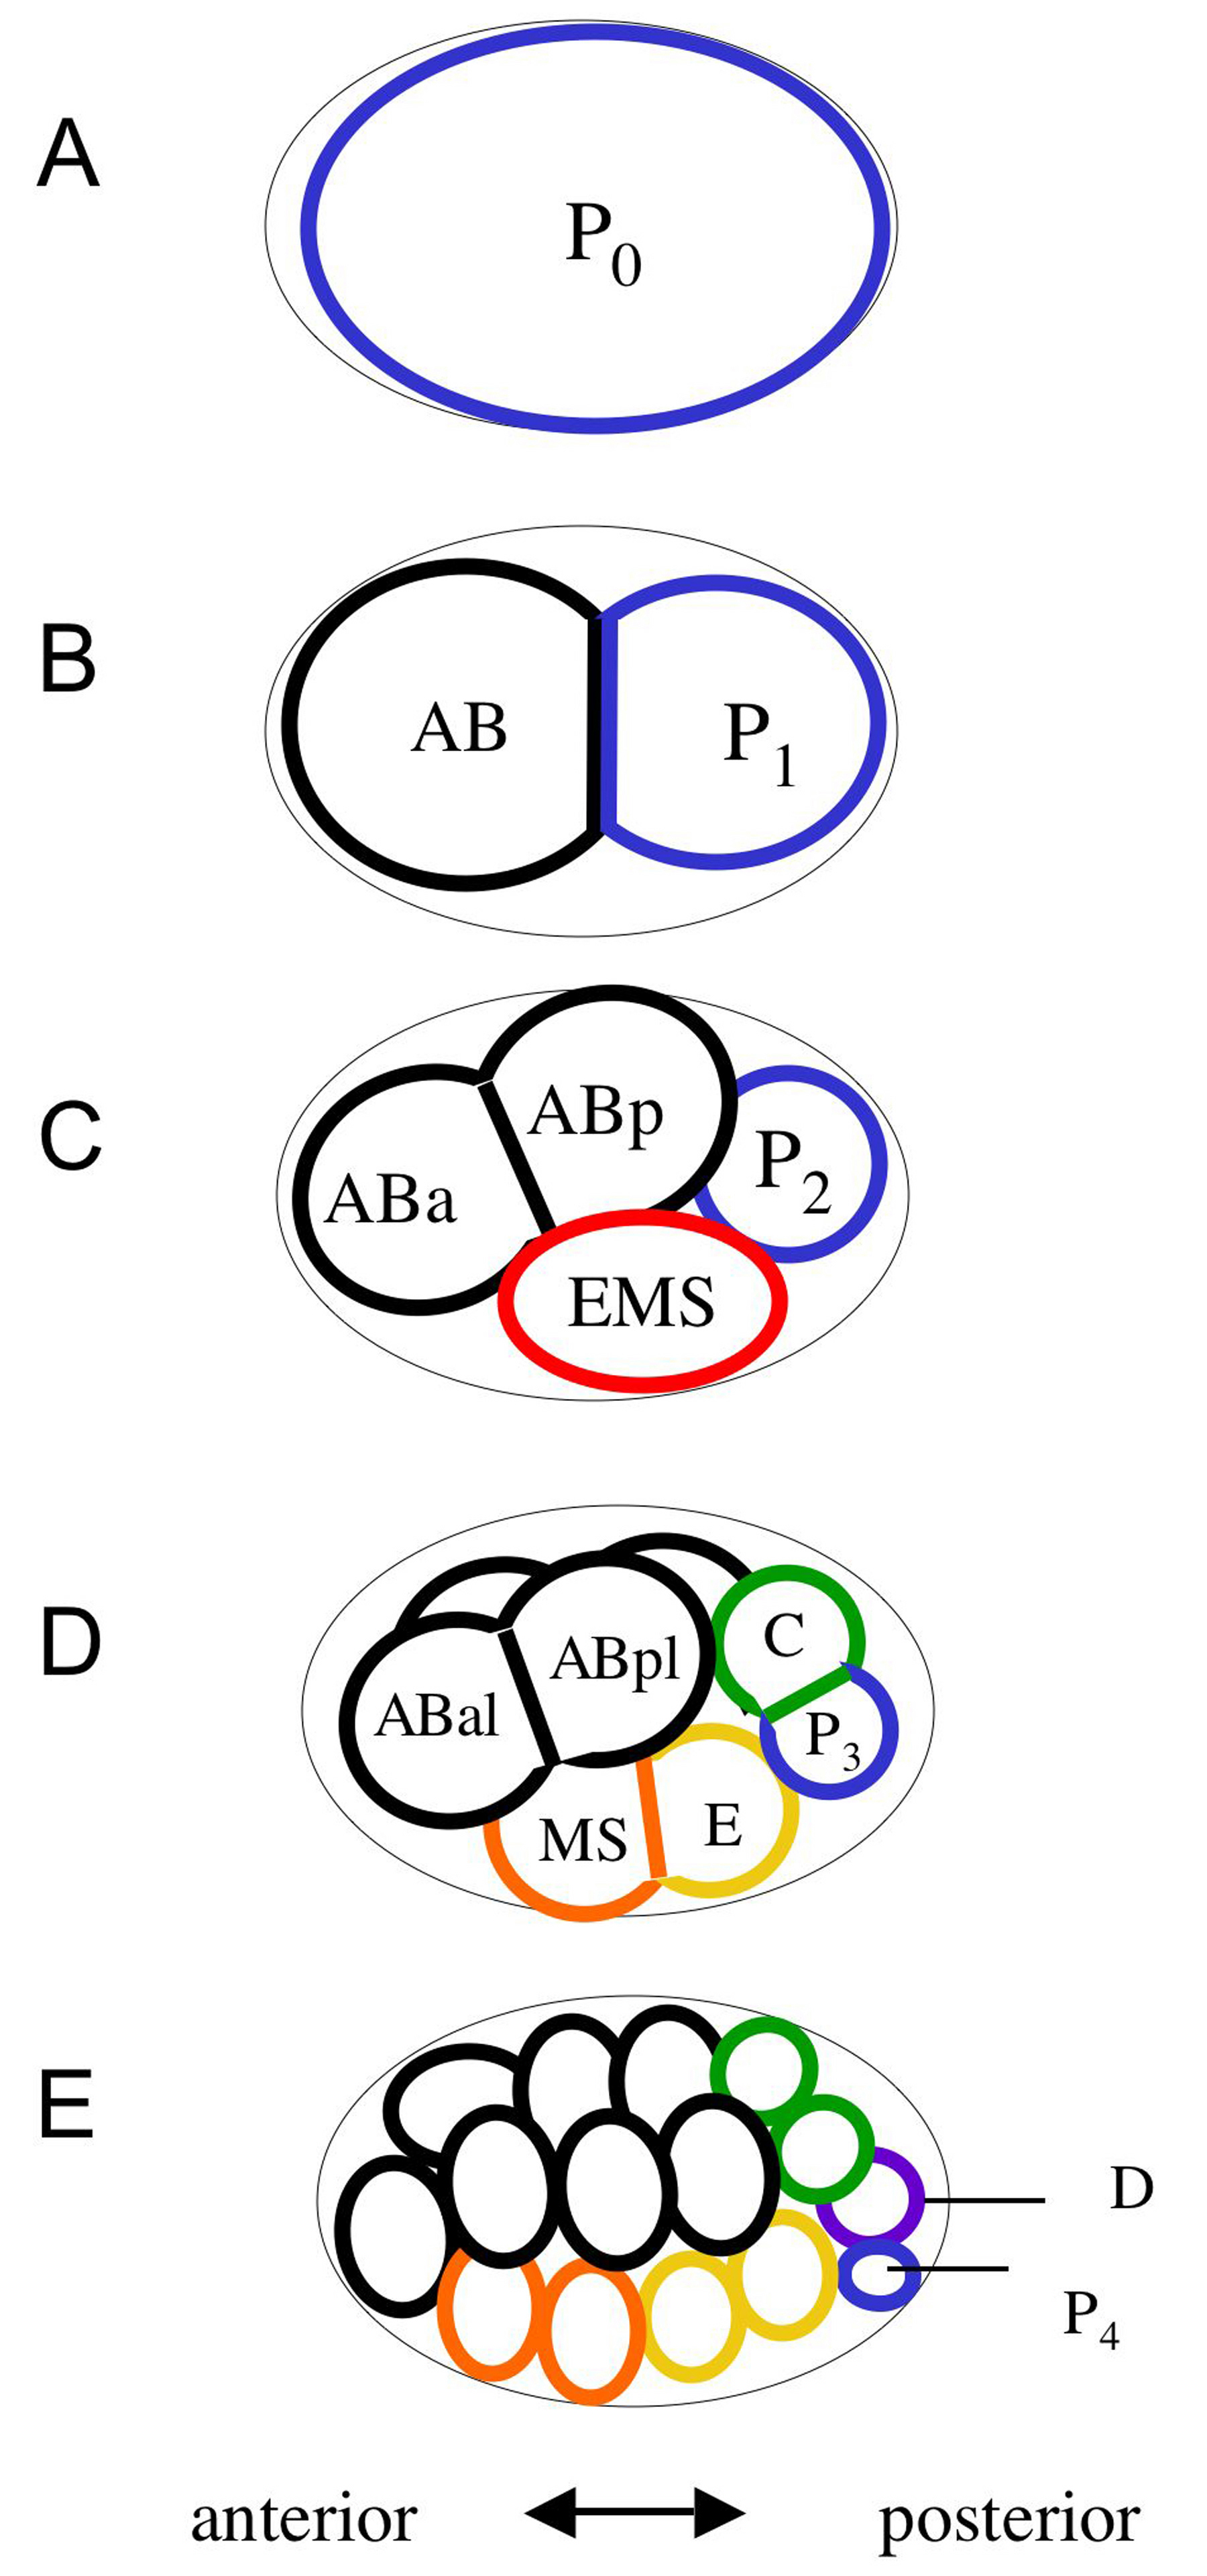 A
P0
B
AB P1
C
ABp
P2
ABa
EMS
D
C
ABpl
ABal
P3
MS E
E
D
P4
anterior posterior